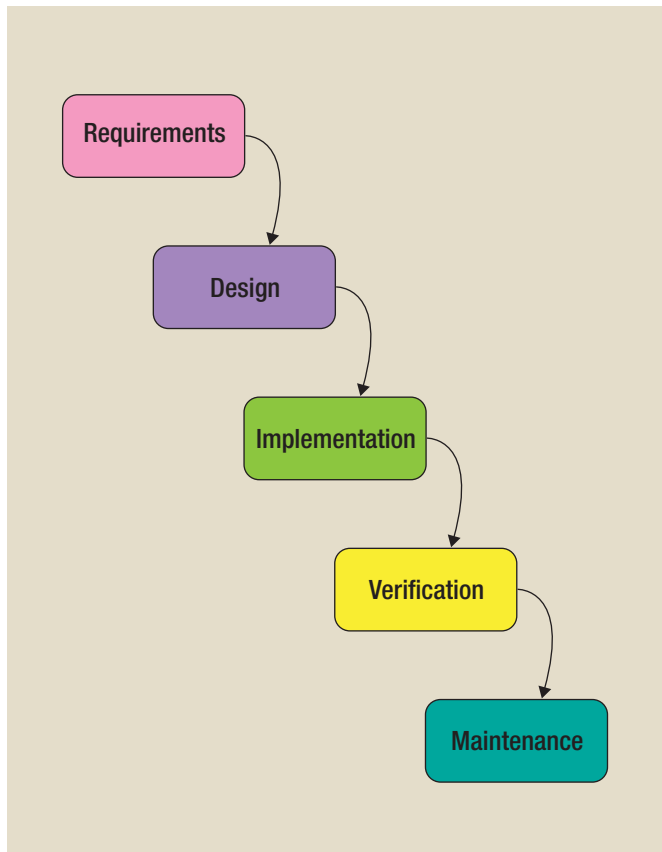 Requirements
Design
Implementation
Verification
Maintenance